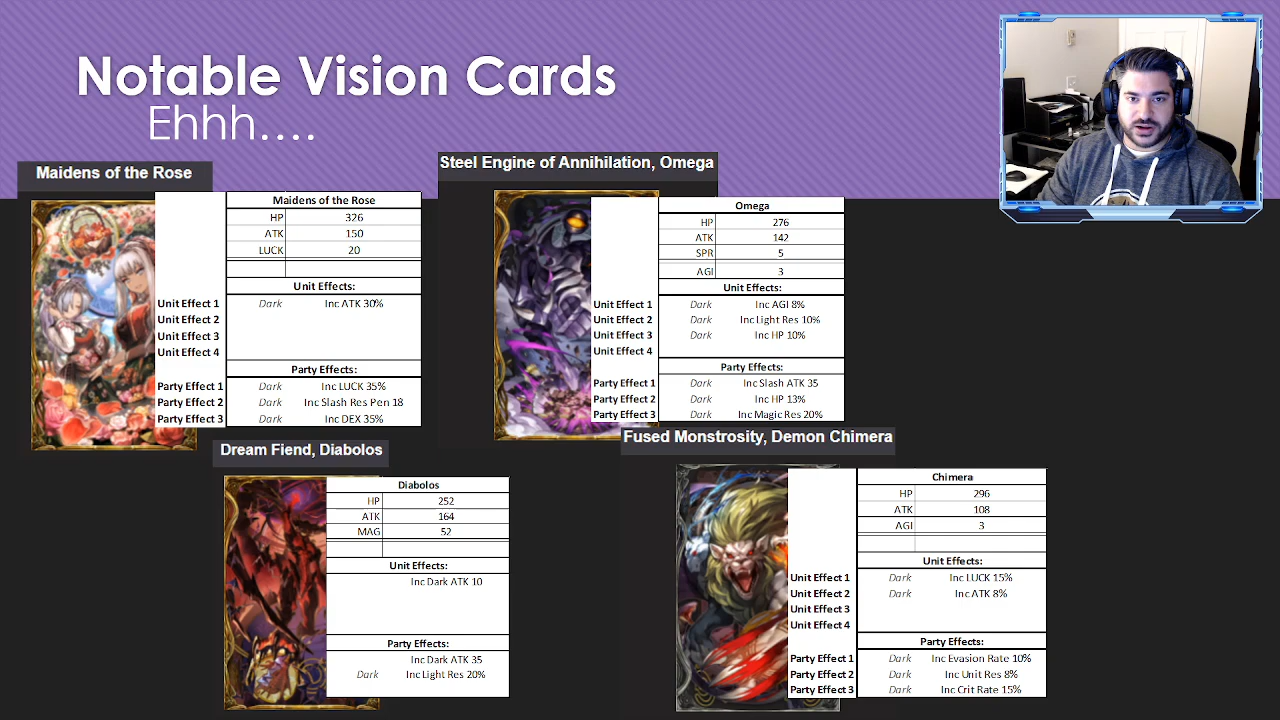 Notable Vision Cards
Ehhh....
Maidens of the Rose
Maidens of the Rose
HP 326
ATK 150
LUCK 20
Unit Effects:
Unit Effect 1 Dark Inc ATK 30%
Unit Effect 2
Unit Effect 3
Unit Effect 4
Party Effects:
Party Effect 1 Dark Inc LUCK 35%
Party Effect 2 Dark Inc Slash Res Pen 18
Party Effect 3 Dark Inc DEX 35%
Steel Engine of Annihilation, Omega
Omega
HP 276
ATK 142
SPR 5
AGI 3
Unit Effects:
Unit Effect 1 Dark Inc AGI 8%
Unit Effect 2 Dark Inc Light Res 10%
Unit Effect 3 Dark Inc HP 10%
Unit Effect 4
Party Effects:
Party Effect 1 Dark Inc Slash ATK 35
Party Effect 2 Dark Inc HP 13%
Party Effect 3 Dark Inc Magic Res 20%
Dream Fiend, Diabolos
Diabolos
HP 252
ATK 164
MAG 52
Unit Effects:
Inc Dark ATK 10
Party Effects:
Inc Dark ATK 35
Dark Inc Light Res 20%
Fused Monstrosity, Demon Chimera
Chimera
HP 296
ATK 108
AGI 3
Unit Effects:
Unit Effect 1 Dark Inc LUCK 15%
Unit Effect 2 Dark Inc ATK 8%
Unit Effect 3
Unit Effect 4
Party Effects:
Party Effect 1 Dark Inc Evasion Rate 10%
Party Effect 2 Dark Inc Unit Res 8%
Party Effect 3 Dark Inc Crit Rate 15%